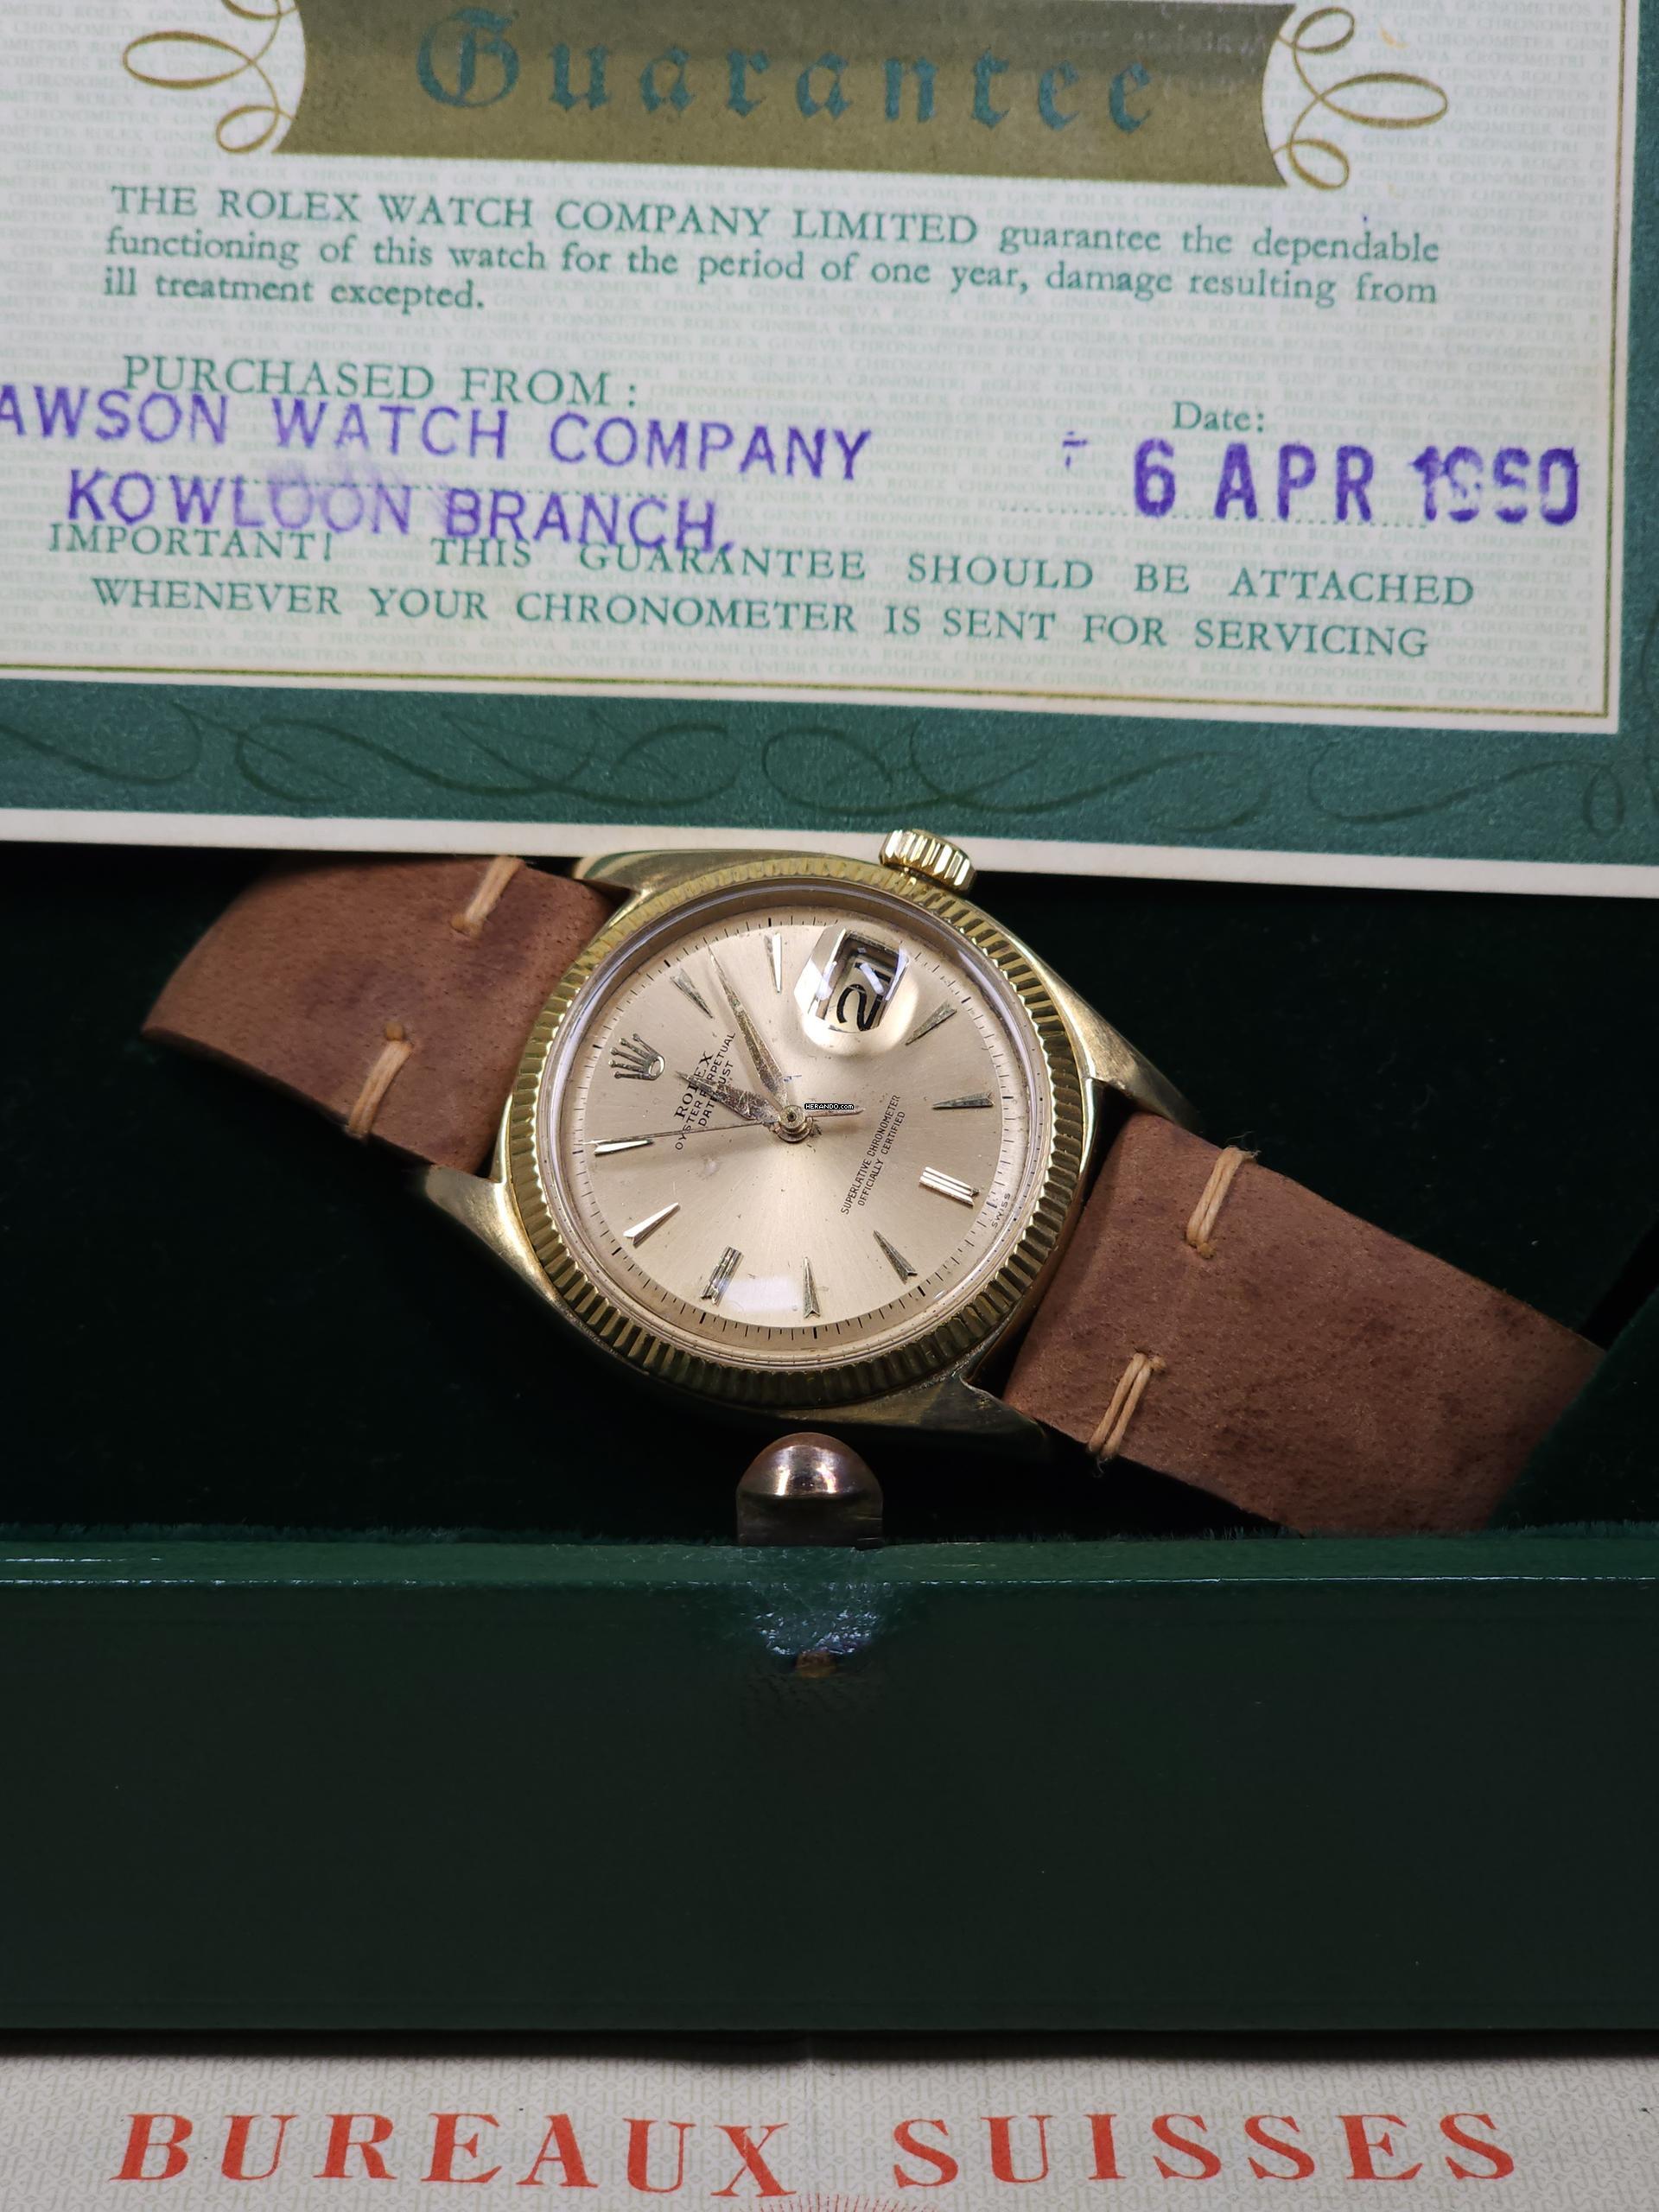 Guarantee
THE ROLEX WATCH COMPANY LIMITED guarantee the dependable
functioning of this watch for the period of one year, damage resulting from
ill treatment excepted.
PURCHASED FROM:
AWSON WATCH COMPANY
KOWLOON BRANCH.
Date:
6 APR 1960
IMPORTANT! THIS GUARANTEE SHOULD BE ATTACHED
WHENEVER YOUR CHRONOMETER IS SENT FOR SERVICING
21
ROLEX
OYSTER PERPETUAL
DATEJUST
HERANDO.com
SUPERLATIVE CHRONOMETER
OFFICIALLY CERTIFIED
SWISS
BUREAUX SUISSES